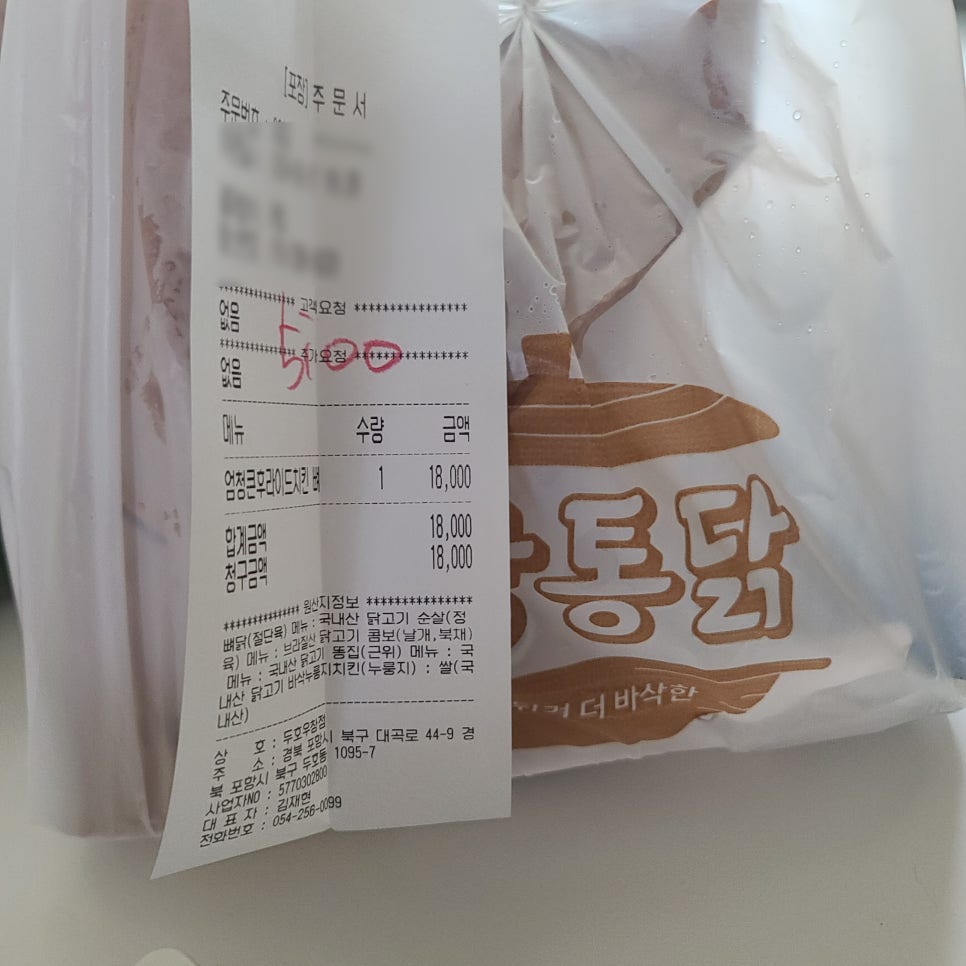 [포장] 주 문 서
주문번호 :
************ 고객요청 ******************
없음
************ 추가요청 ******************
없음
5:00
메뉴 수량 금액
엄청큰후라이드치킨 뼈 1 18,000
합계금액 18,000
청구금액 18,000
************ 원산지정보 ****************
뼈닭(절단육) 메뉴 : 국내산 닭고기 순살(정
육) 메뉴 : 브라질산 닭고기 콤보(날개,북채)
메뉴 : 국내산 닭고기 똥집(근위) 메뉴 : 국
내산 닭고기 바삭누룽지치킨(누룽지) : 쌀(국
내산)
상 호 : 두호우창점
주 소 : 경북 포항시 북구 대곡로 44-9 경
북 포항시 북구 두호동 1095-7
사업자NO : 5770302800
대 표 자 : 김재현
전화번호 : 054-256-0099
통닭
더 바삭한